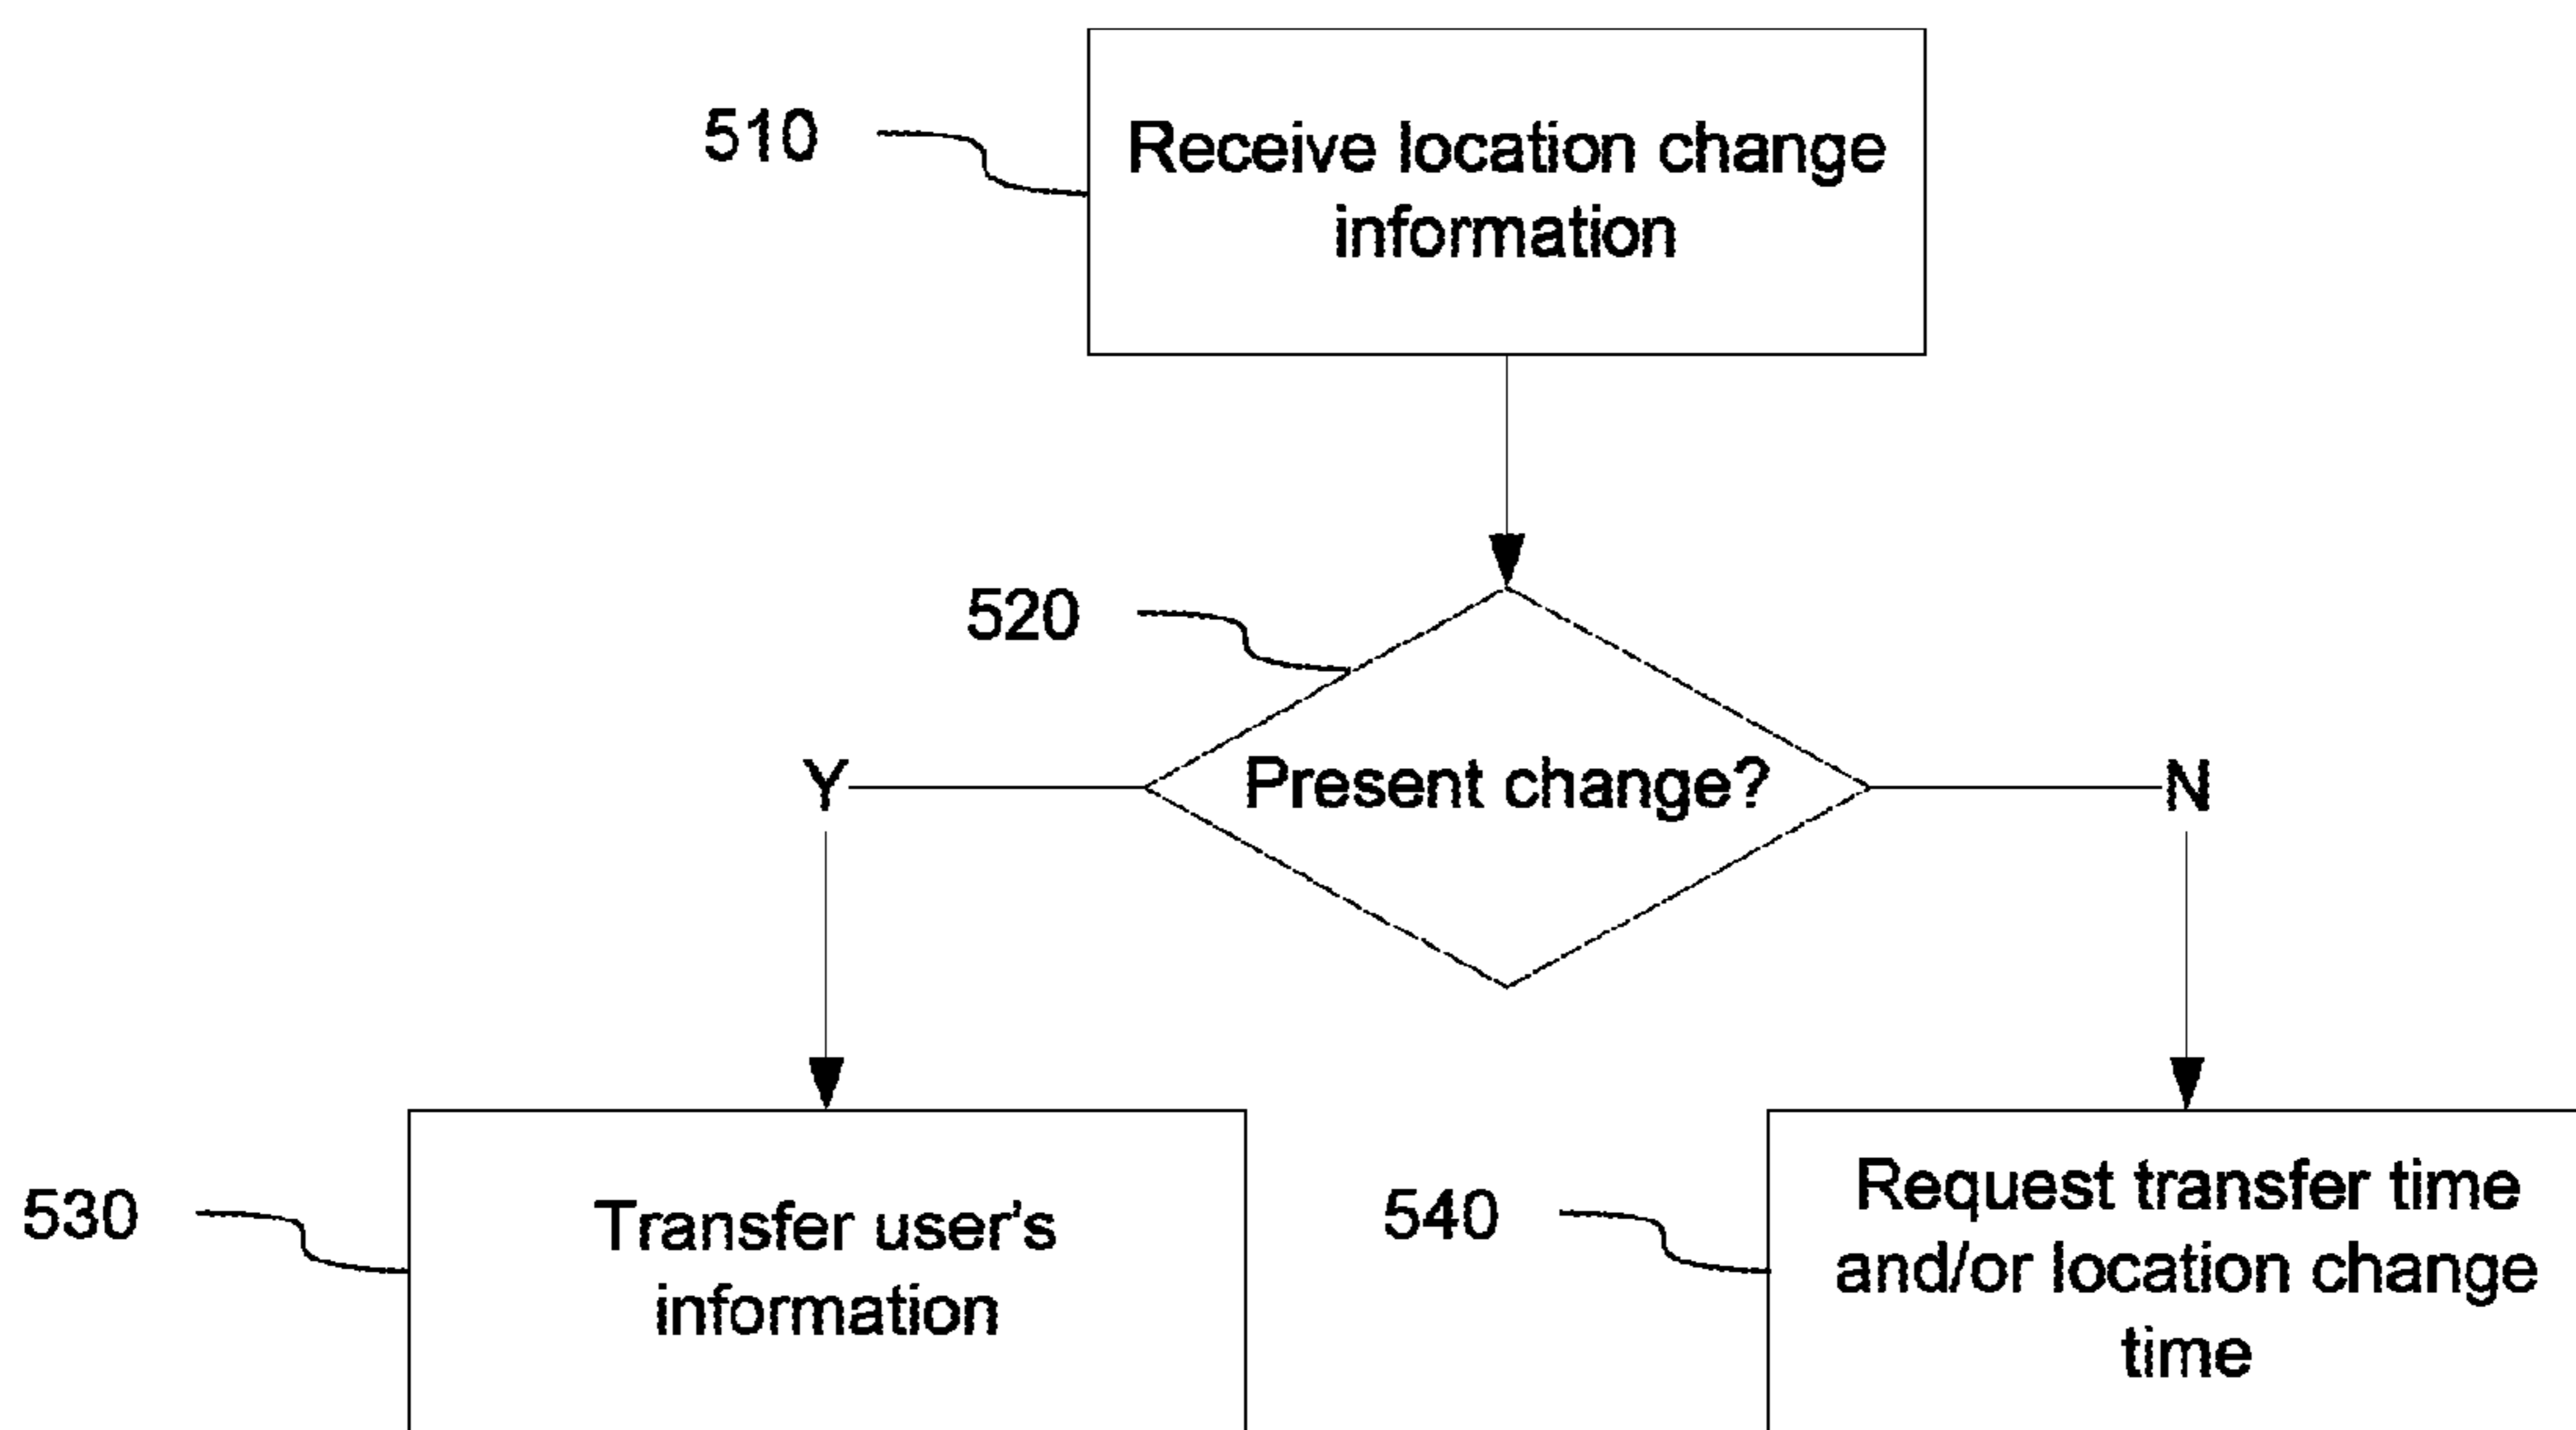 510
Receive location change
information
520
Present change?
Y
N
530
Transfer user's
information
540
Request transfer time
and/or location change
time